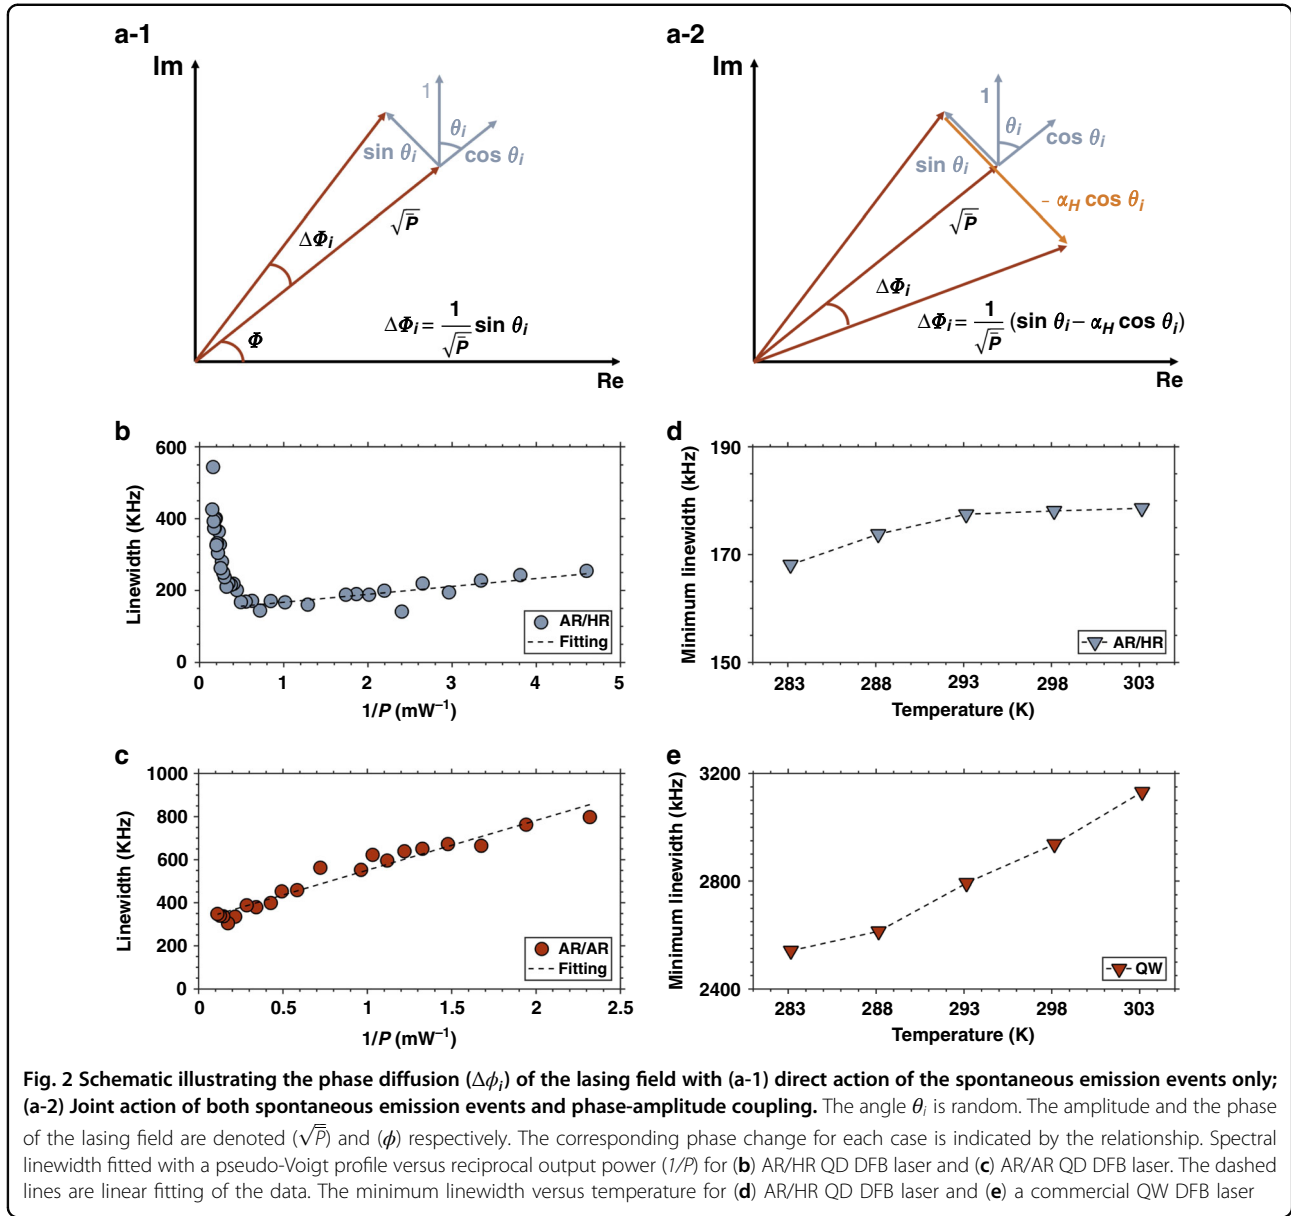 a-1
Im
1
θi
sin θi
cos θi
√P̄
ΔΦi
Φ
ΔΦi = 1/√P̄ sin θi
Re
a-2
Im
1
θi
sin θi
cos θi
- αH cos θi
√P̄
ΔΦi
ΔΦi = 1/√P̄ (sin θi – αH cos θi)
Re
b
600
400
200
0
Linewidth (KHz)
AR/HR
Fitting
0 1 2 3 4 5
1/P (mW–1)
d
190
170
150
Minimum linewidth (kHz)
AR/HR
283 288 293 298 303
Temperature (K)
c
1000
800
600
400
200
0
Linewidth (KHz)
AR/AR
Fitting
0 0.5 1 1.5 2 2.5
1/P (mW–1)
e
3200
2800
2400
Minimum linewidth (kHz)
QW
283 288 293 298 303
Temperature (K)
Fig. 2 Schematic illustrating the phase diffusion (Δϕi) of the lasing field with (a-1) direct action of the spontaneous emission events only;
(a-2) Joint action of both spontaneous emission events and phase-amplitude coupling. The angle θi is random. The amplitude and the phase
of the lasing field are denoted (√P̄) and (ϕ) respectively. The corresponding phase change for each case is indicated by the relationship. Spectral
linewidth fitted with a pseudo-Voigt profile versus reciprocal output power (1/P) for (b) AR/HR QD DFB laser and (c) AR/AR QD DFB laser. The dashed
lines are linear fitting of the data. The minimum linewidth versus temperature for (d) AR/HR QD DFB laser and (e) a commercial QW DFB laser